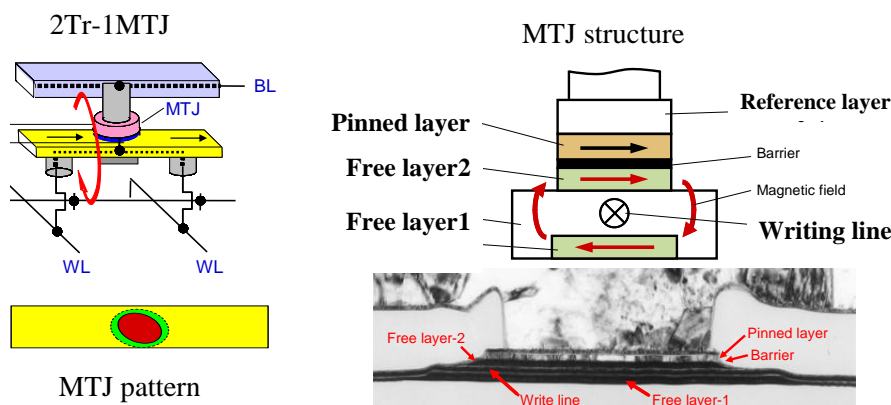 2Tr-1MTJ
BL
MTJ
WL
WL
MTJ pattern
MTJ structure
Reference layer
Pinned layer
Barrier
Free layer2
Magnetic field
Free layer1
Writing line
Free layer-2
Pinned layer
Barrier
Write line
Free layer-1